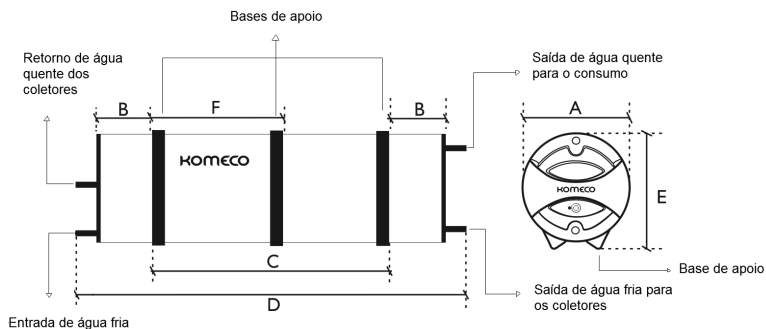 Bases de apoio
Retorno de água
quente dos
coletores
Saída de água quente
para o consumo
B
F
B
A
KOMECO
KOMECO
E
C
D
Base de apoio
Saída de água fria para
os coletores
Entrada de água fria